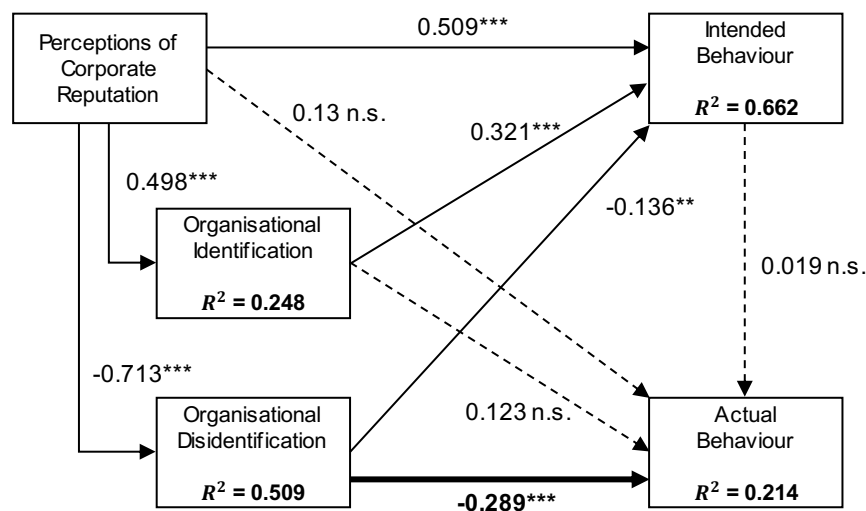 Perceptions of
Corporate
Reputation
0.509***
Intended
Behaviour
R² = 0.662
0.13 n.s.
0.321***
0.498***
-0.136**
Organisational
Identification
R² = 0.248
0.019 n.s.
-0.713***
0.123 n.s.
Organisational
Disidentification
R² = 0.509
Actual
Behaviour
R² = 0.214
-0.289***